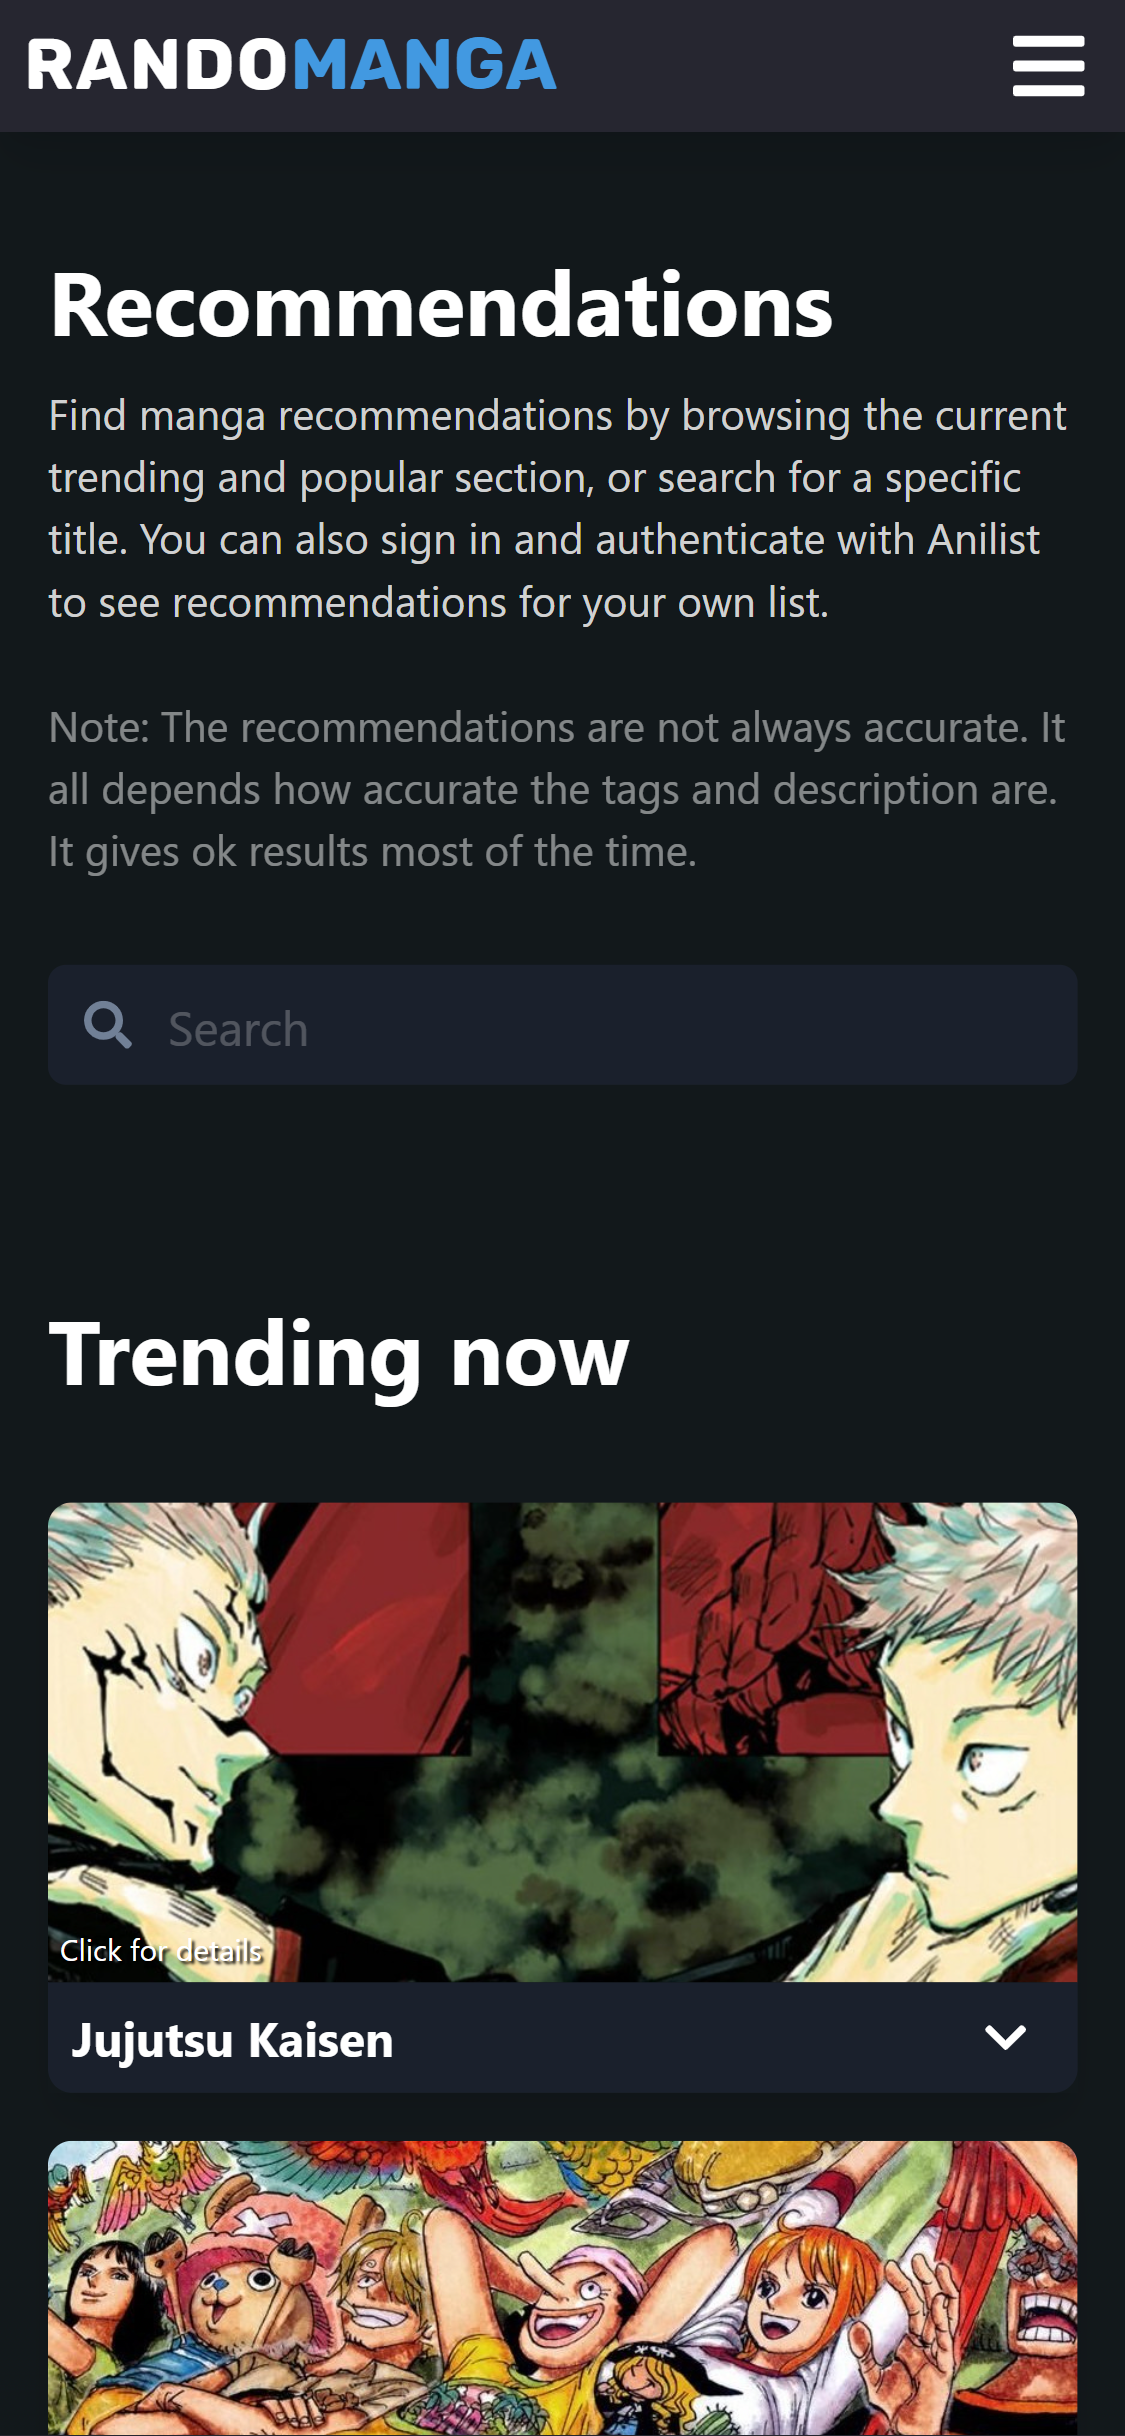 RANDOMANGA
Recommendations
Find manga recommendations by browsing the current
trending and popular section, or search for a specific
title. You can also sign in and authenticate with Anilist
to see recommendations for your own list.
Note: The recommendations are not always accurate. It
all depends how accurate the tags and description are.
It gives ok results most of the time.
Search
Trending now
Click for details
Jujutsu Kaisen